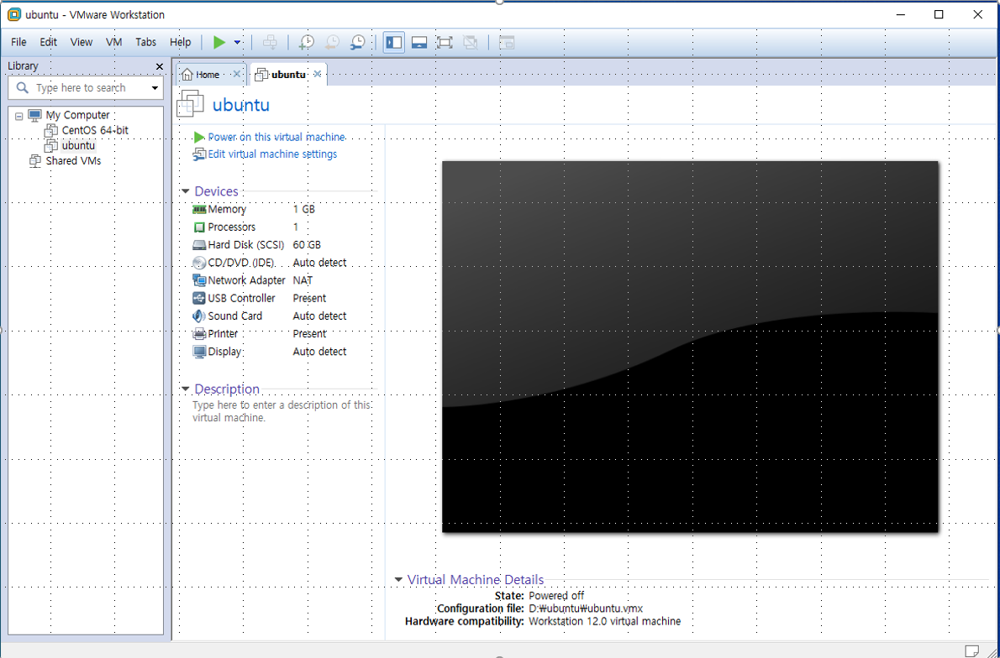 ubuntu - VMware Workstation
File Edit View VM Tabs Help
Library
Type here to search
My Computer
CentOS 64-bit
ubuntu
Shared VMs
Home
ubuntu
ubuntu
Power on this virtual machine
Edit virtual machine settings
Devices
Memory 1 GB
Processors 1
Hard Disk (SCSI) 60 GB
CD/DVD (IDE) Auto detect
Network Adapter NAT
USB Controller Present
Sound Card Auto detect
Printer Present
Display Auto detect
Description
Type here to enter a description of this
virtual machine.
Virtual Machine Details
State: Powered off
Configuration file: D:₩ubuntu₩ubuntu.vmx
Hardware compatibility: Workstation 12.0 virtual machine